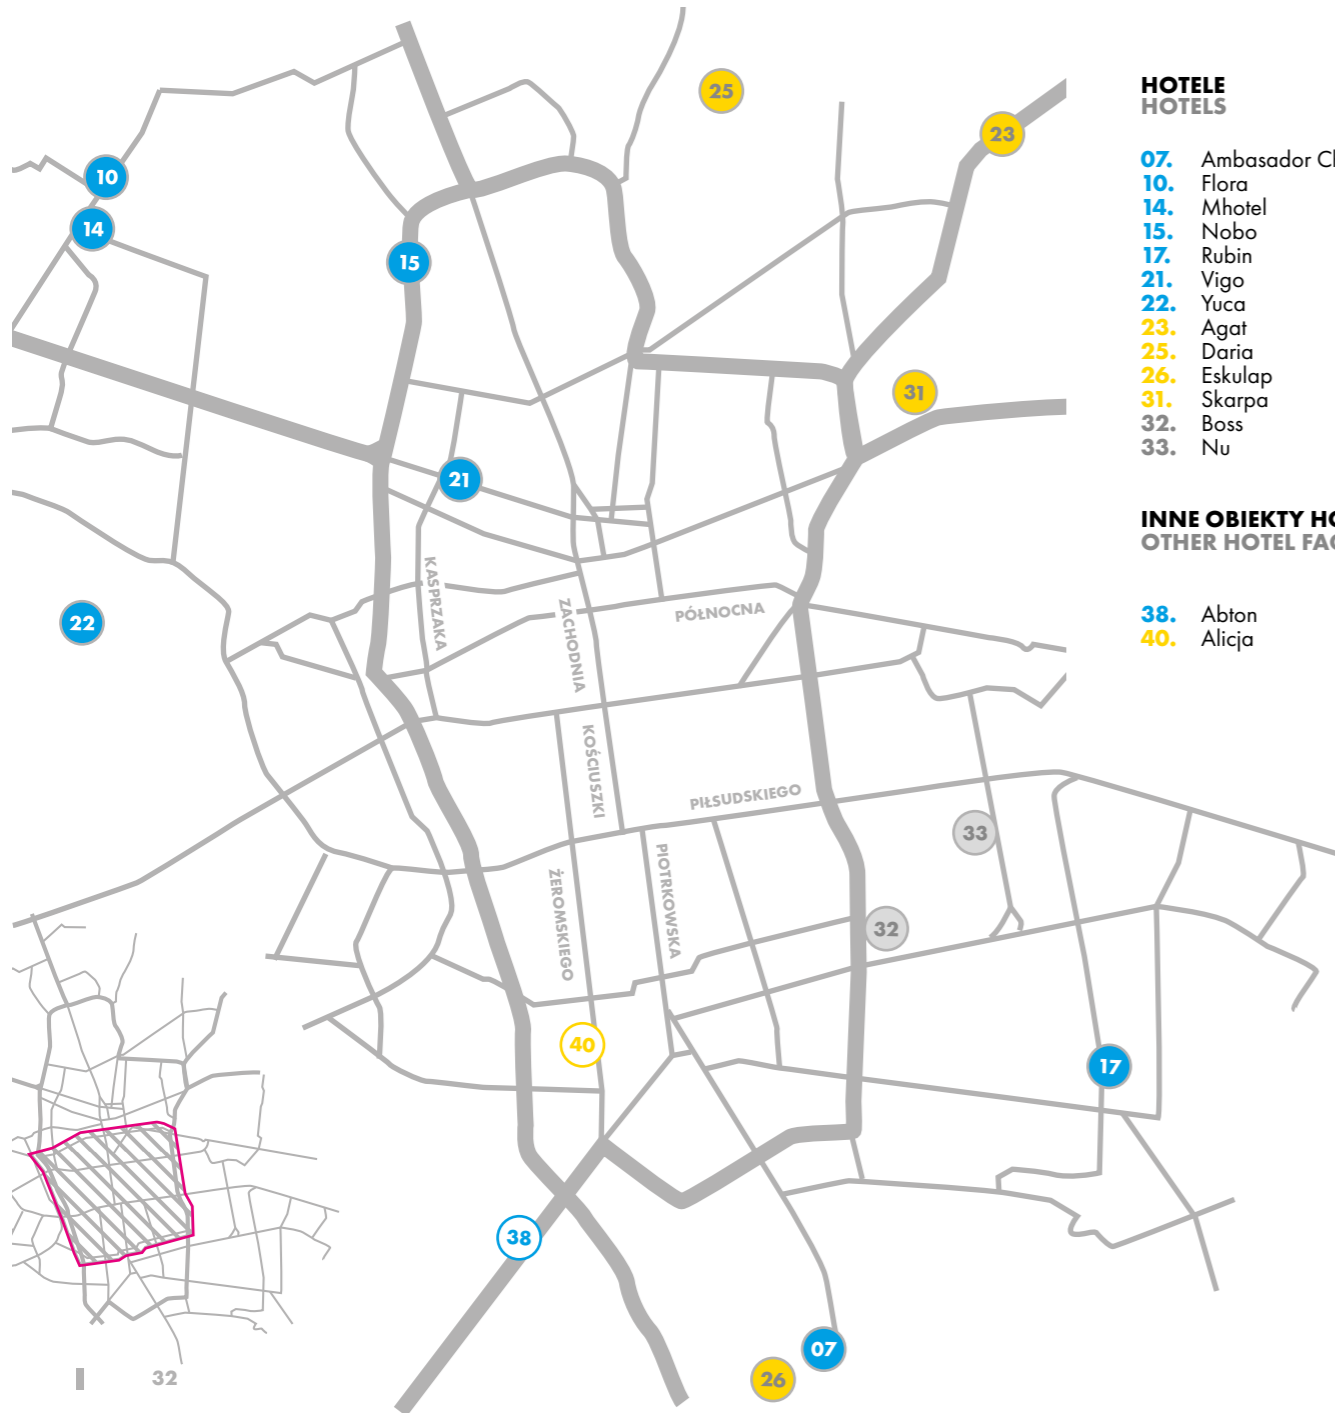 HOTELE
HOTELS
07. Ambasador
10. Flora
14. Mhotel
15. Nobo
17. Rubin
21. Vigo
22. Yuca
23. Agat
25. Daria
26. Eskulap
31. Skarpa
32. Boss
33. Nu
INNE OBIEKTY
OTHER HOTEL
38. Abton
40. Alicja
25
23
10
14
15
31
21
22
KASPRZAKA
ZACHODNIA
PÓŁNOCNA
KOŚCIUSZKI
PIŁSUDSKIEGO
33
ŻEROMSKIEGO
PIOTRKOWSKA
32
40
17
38
07
26
32